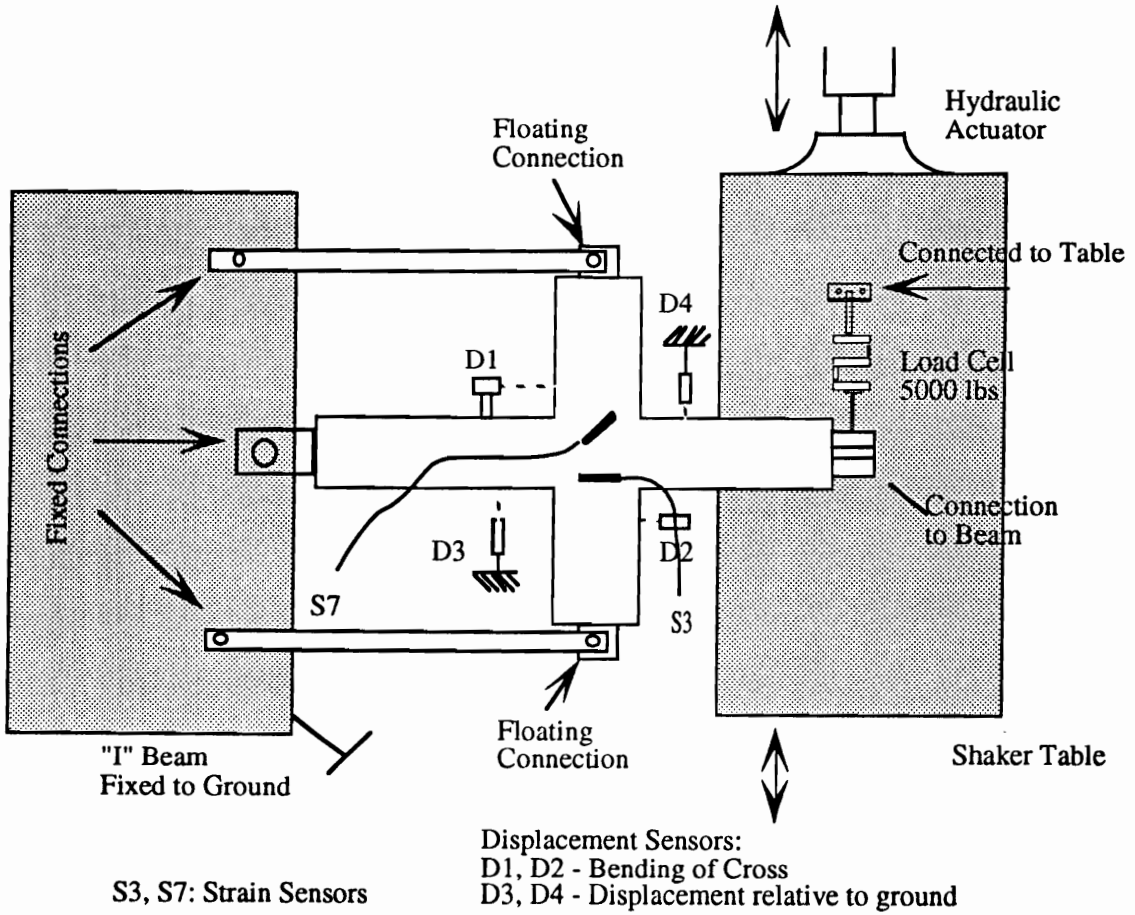 Hydraulic
Actuator
Floating
Connection
Connected to Table
D4
Load Cell
5000 lbs
D1
Fixed Connections
Connection
to Beam
D3
D2
S7
S3
Floating
Connection
"I" Beam
Fixed to Ground
Shaker Table
Displacement Sensors:
D1, D2 - Bending of Cross
D3, D4 - Displacement relative to ground
S3, S7: Strain Sensors